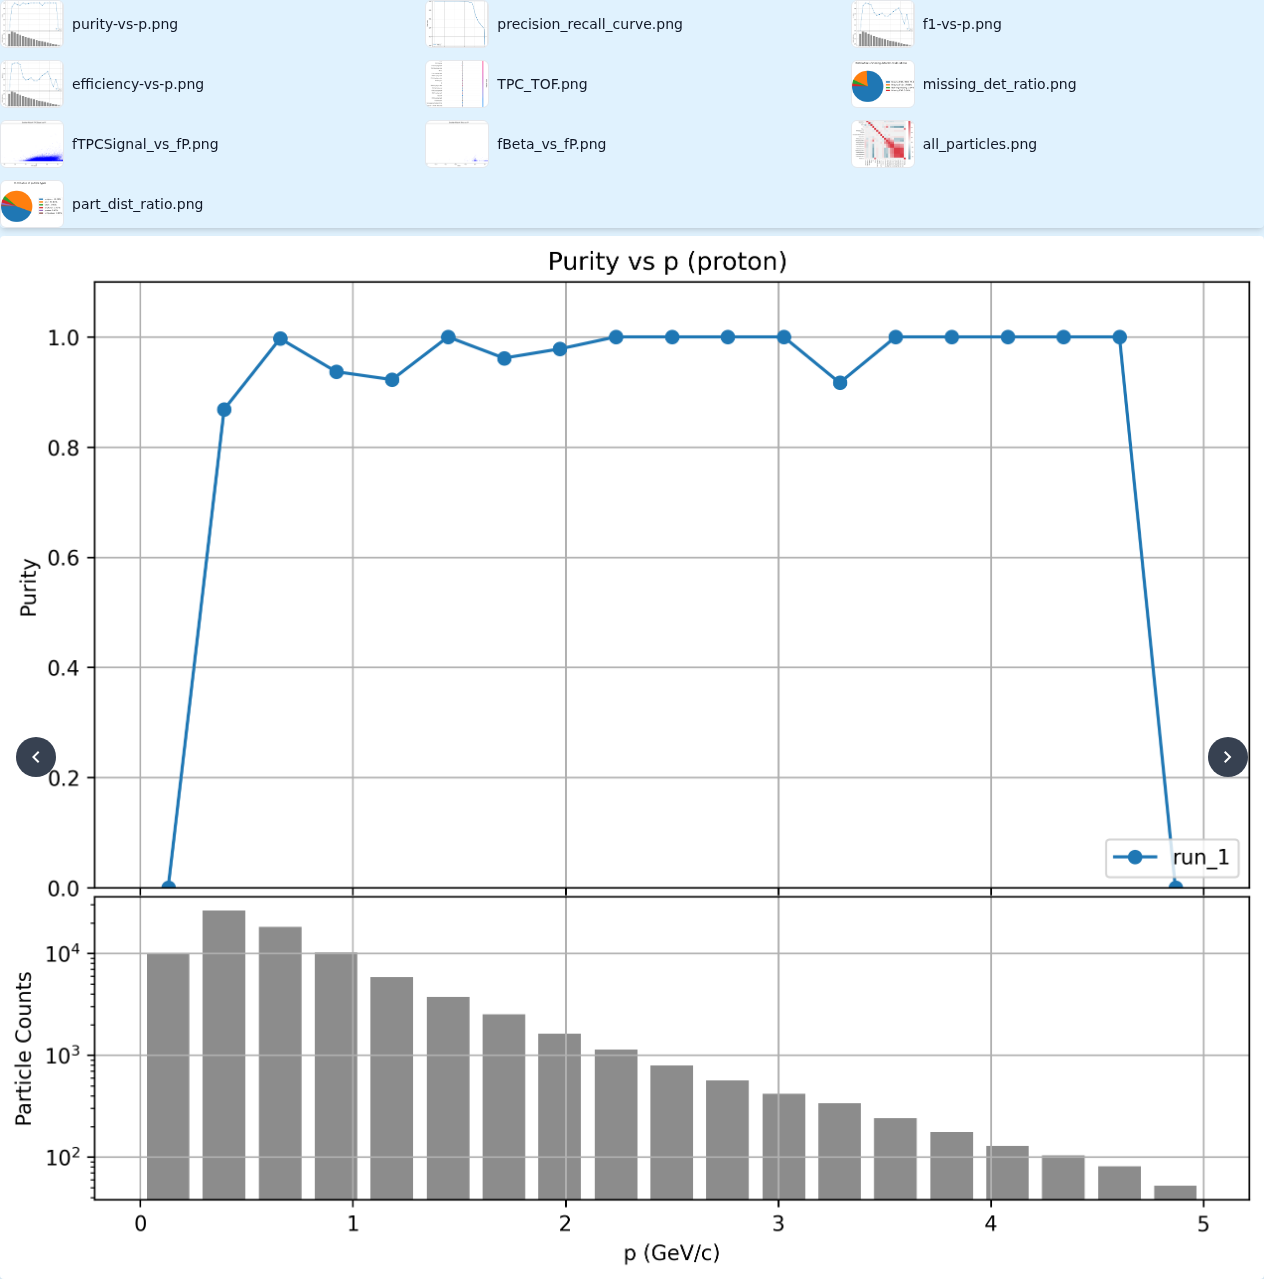 purity-vs-p.png
precision_recall_curve.png
f1-vs-p.png
efficiency-vs-p.png
TPC_TOF.png
missing_det_ratio.png
fTPCSignal_vs_fP.png
fBeta_vs_fP.png
all_particles.png
part_dist_ratio.png
Purity vs p (proton)
1.0
0.8
0.6
0.4
0.2
0.0
Purity
run_1
10⁴
10³
10²
Particle Counts
0 1 2 3 4 5
p (GeV/c)